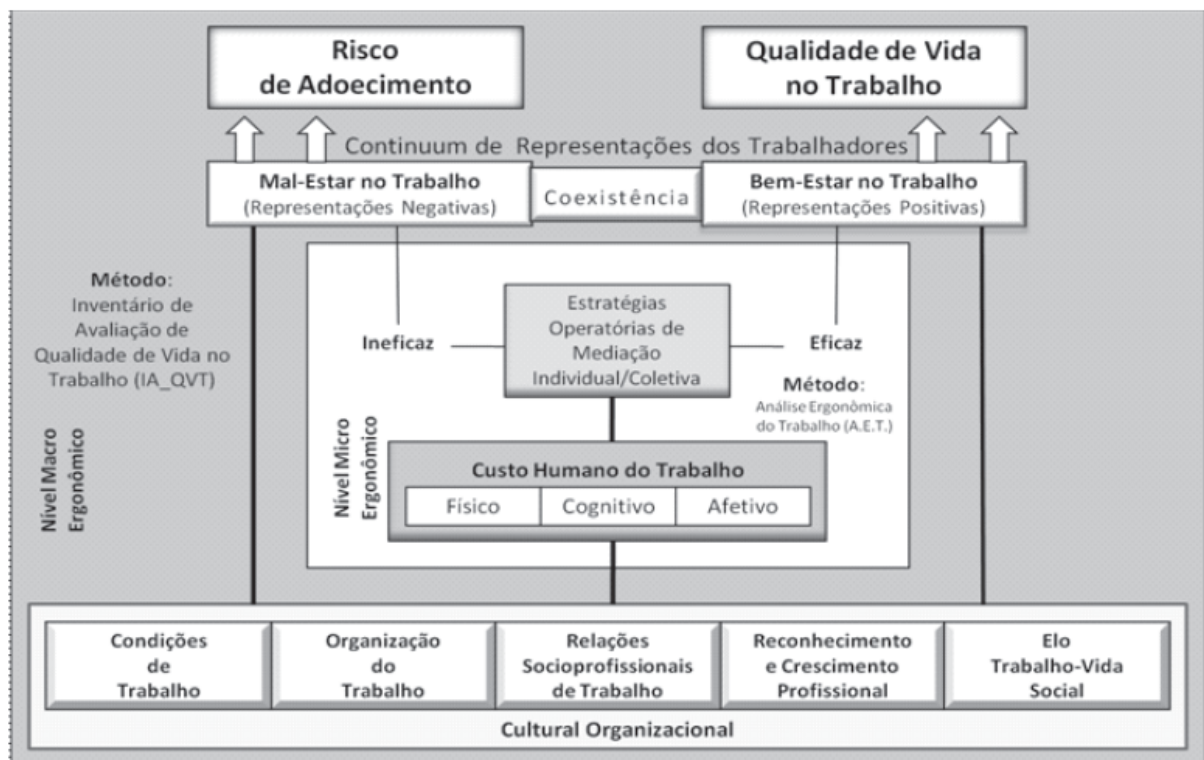 Risco
de Adoecimento
Qualidade de Vida
no Trabalho
Continuum de Representações dos Trabalhadores
Mal-Estar no Trabalho
(Representações Negativas)
Coexistência
Bem-Estar no Trabalho
(Representações Positivas)
Método:
Inventário de
Avaliação de
Qualidade de Vida no
Trabalho (IA_QVT)
Nível Macro
Ergonômico
Ineficaz
Estratégias
Operatórias de
Mediação
Individual/Coletiva
Eficaz
Método:
Análise Ergonômica
do Trabalho (A.E.T.)
Nível Micro
Ergonômico
Custo Humano do Trabalho
Físico
Cognitivo
Afetivo
Condições
de
Trabalho
Organização
do
Trabalho
Relações
Socioprofissionais
de Trabalho
Reconhecimento
e Crescimento
Profissional
Elo
Trabalho-Vida
Social
Cultural Organizacional